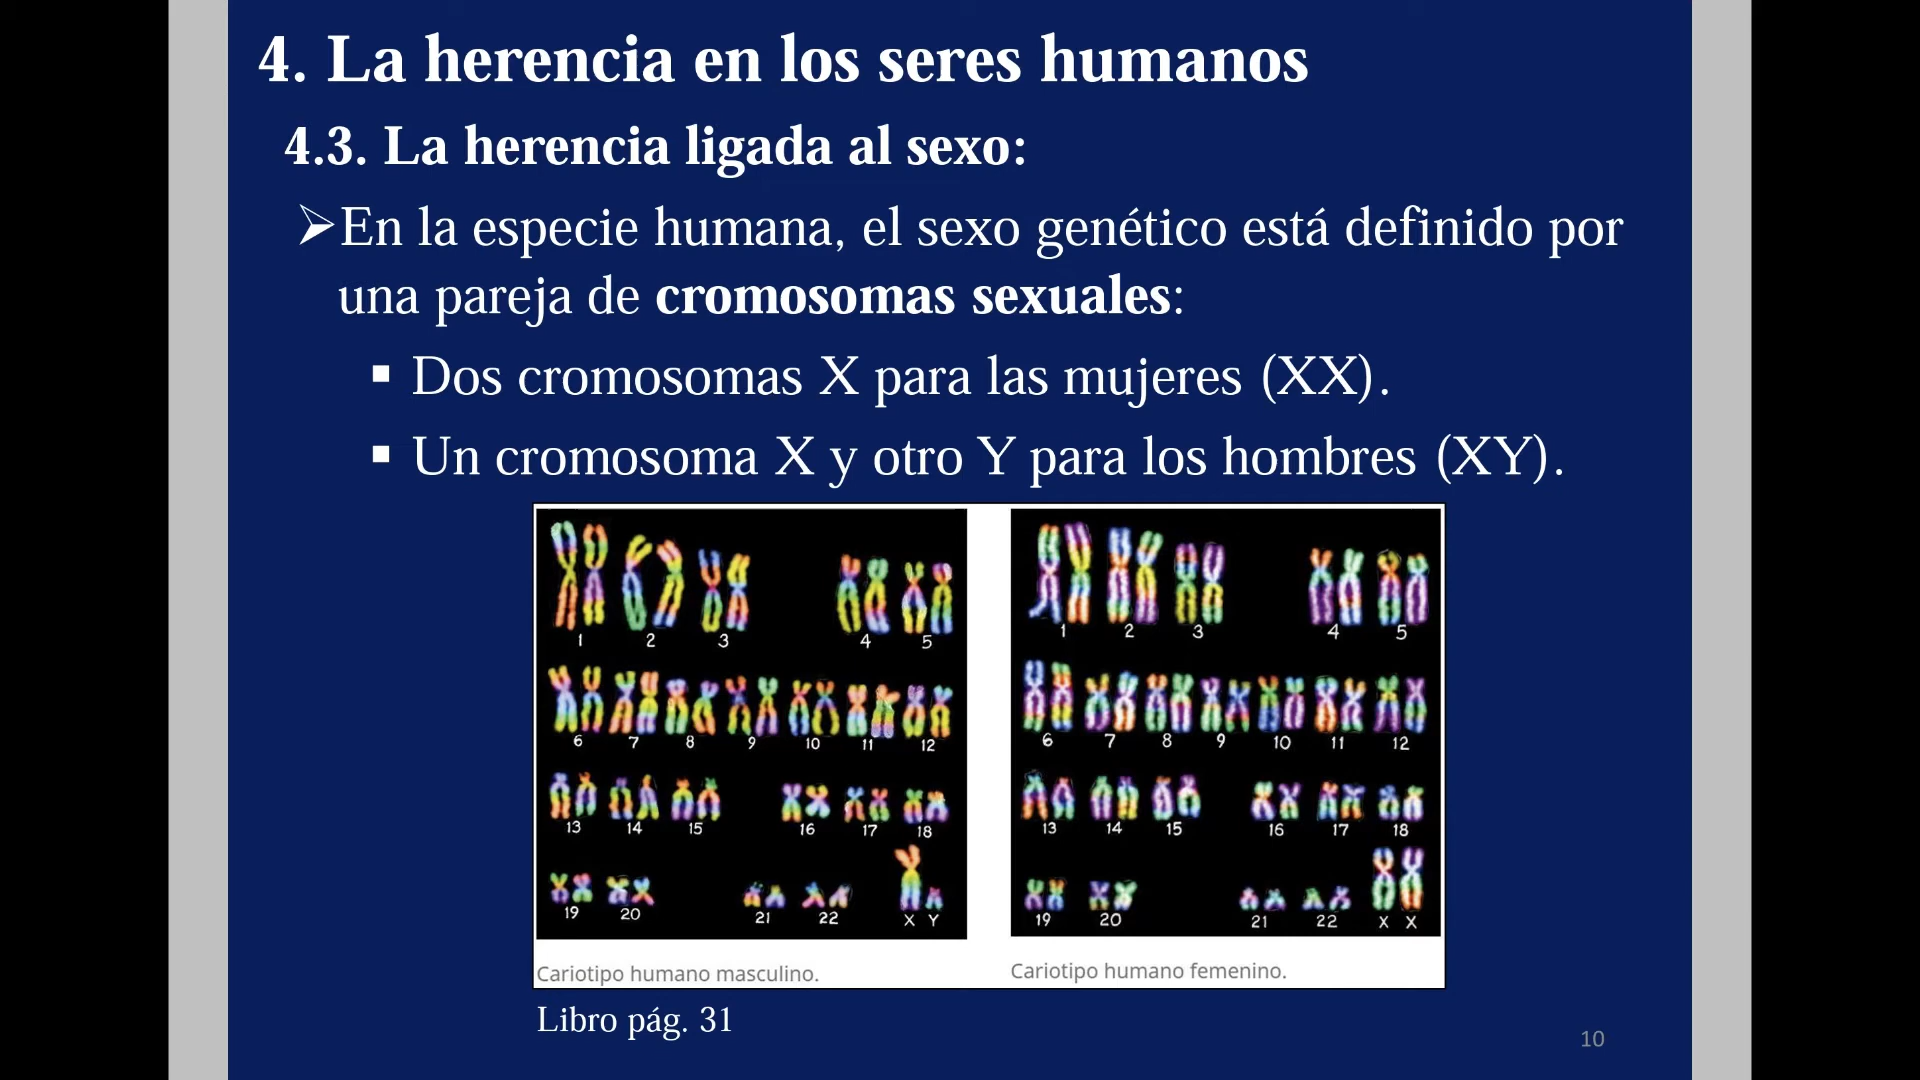 4. La herencia en los seres humanos
4.3. La herencia ligada al sexo:
➢En la especie humana, el sexo genético está definido por
una pareja de cromosomas sexuales:
▪ Dos cromosomas X para las mujeres (XX).
▪ Un cromosoma X y otro Y para los hombres (XY).
1 2 3 4 5
6 7 8 9 10 11 12
13 14 15 16 17 18
19 20 21 22 X Y
Cariotipo humano masculino.
1 2 3 4 5
6 7 8 9 10 11 12
13 14 15 16 17 18
19 20 21 22 X X
Cariotipo humano femenino.
Libro pág. 31
10